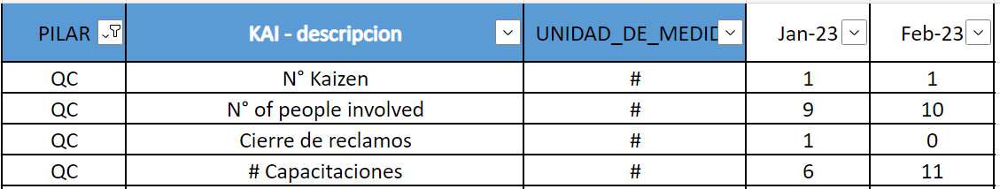 PILAR KAI - descripcion UNIDAD_DE_MEDID Jan-23 Feb-23
QC N° Kaizen # 1 1
QC N° of people involved # 9 10
QC Cierre de reclamos # 1 0
QC # Capacitaciones # 6 11